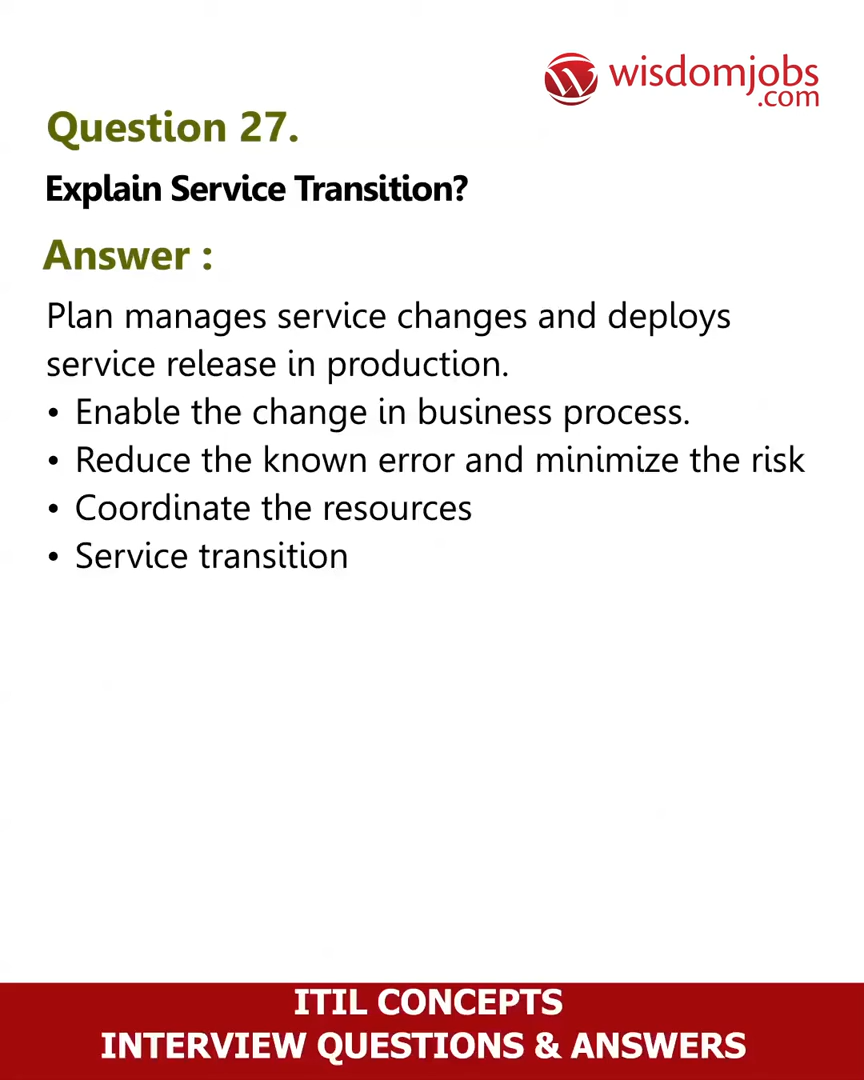 wisdomjobs
.com
Question 27.
Explain Service Transition?
Answer :
Plan manages service changes and deploys
service release in production.
• Enable the change in business process.
• Reduce the known error and minimize the risk
• Coordinate the resources
• Service transition
ITIL CONCEPTS
INTERVIEW QUESTIONS & ANSWERS